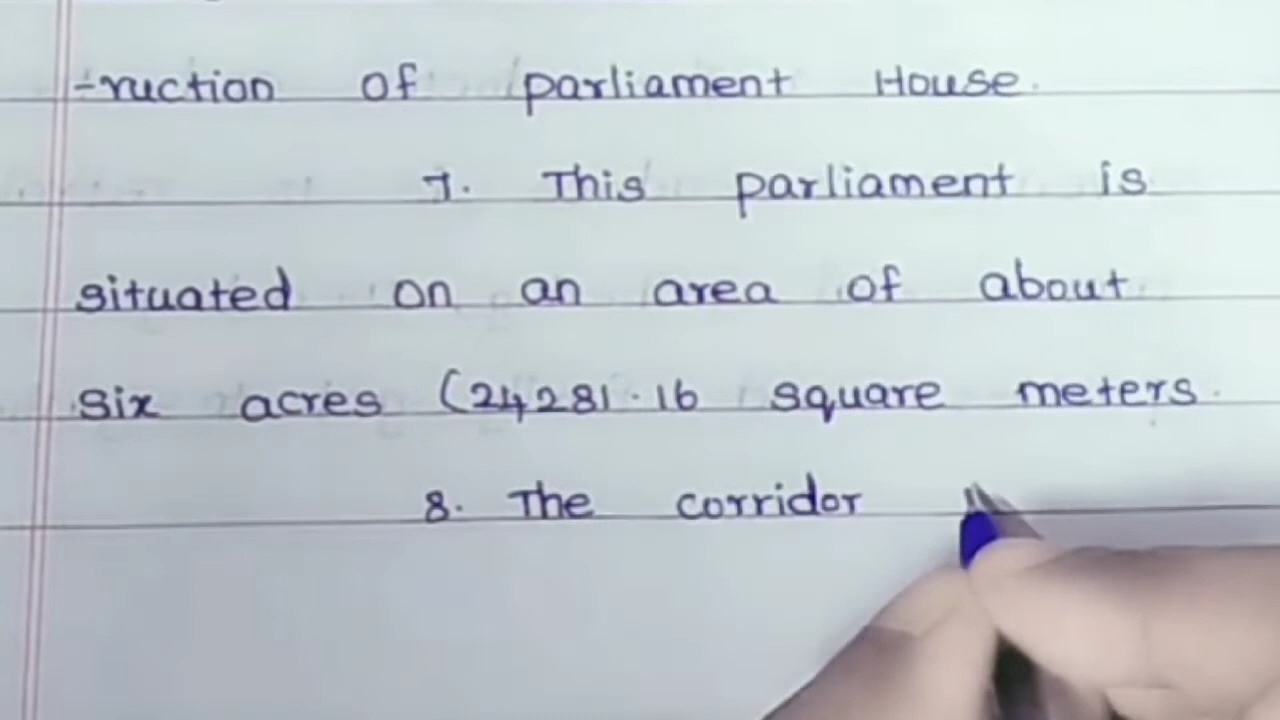 -ruction of parliament House.
7. This parliament is
situated on an area of about
six acres (24281.16 square meters.
8. The corridor